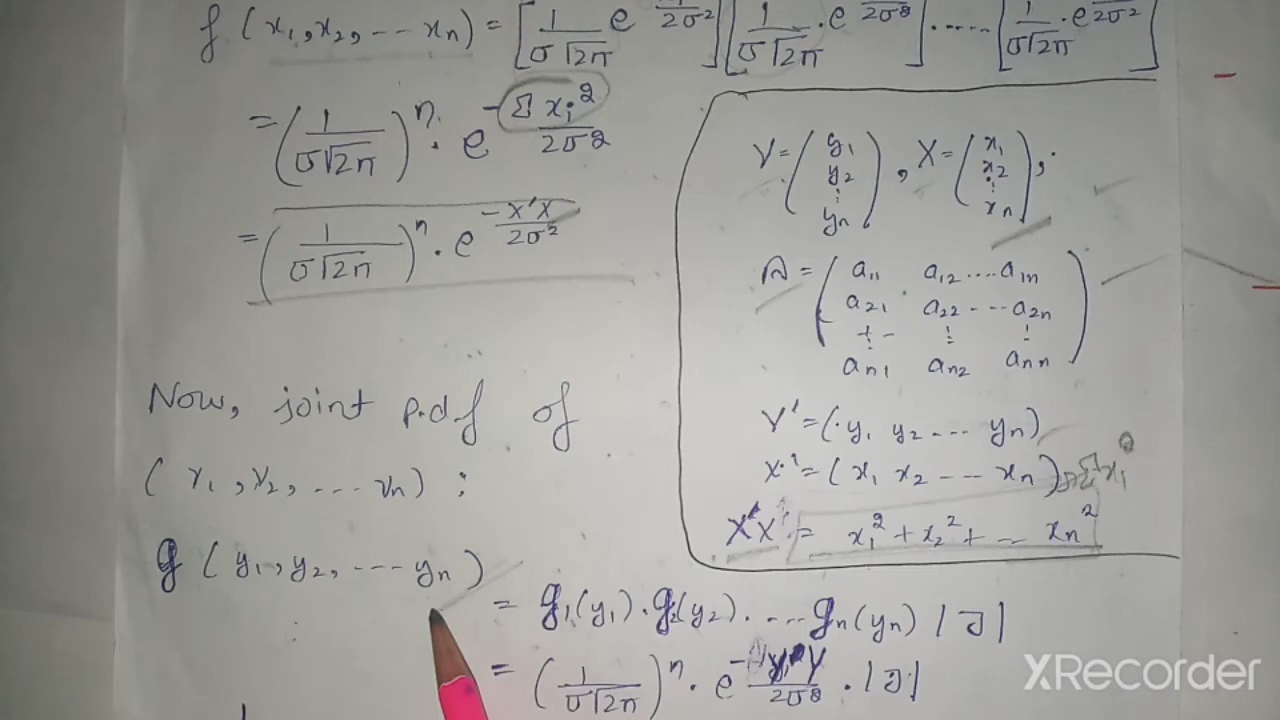 f (x₁, x₂, -- xₙ) = [1/σ√2π e /2σ²] [1/σ√2π · e /2σ²] ..... [1/σ√2π · e /2σ²]
= (1/σ√2π)ⁿ · e^(-Σxᵢ²/2σ²)
= (1/σ√2π)ⁿ · e^(-X'X/2σ²)
Now, joint p.d.f of
(Y₁, Y₂, ... Yₙ) :
g (y₁, y₂, --- yₙ)
= g₁(y₁) · g₂(y₂) . ... gₙ(yₙ) |J|
= (1/σ√2π)ⁿ · e^(-Y'Y/2σ²) · |J|
Y = (y₁ y₂ ⋮ yₙ), X = (x₁ x₂ ⋮ xₙ) ;
A = (a₁₁ a₁₂ .... a₁ₙ
a₂₁ a₂₂ --- a₂ₙ
⋮ ⋮ ⋮
aₙ₁ aₙ₂ aₙₙ)
Y' = (y₁ y₂ --- yₙ)
X' = (x₁ x₂ --- xₙ)
X'X = x₁² + x₂² + -- xₙ²
XRecorder